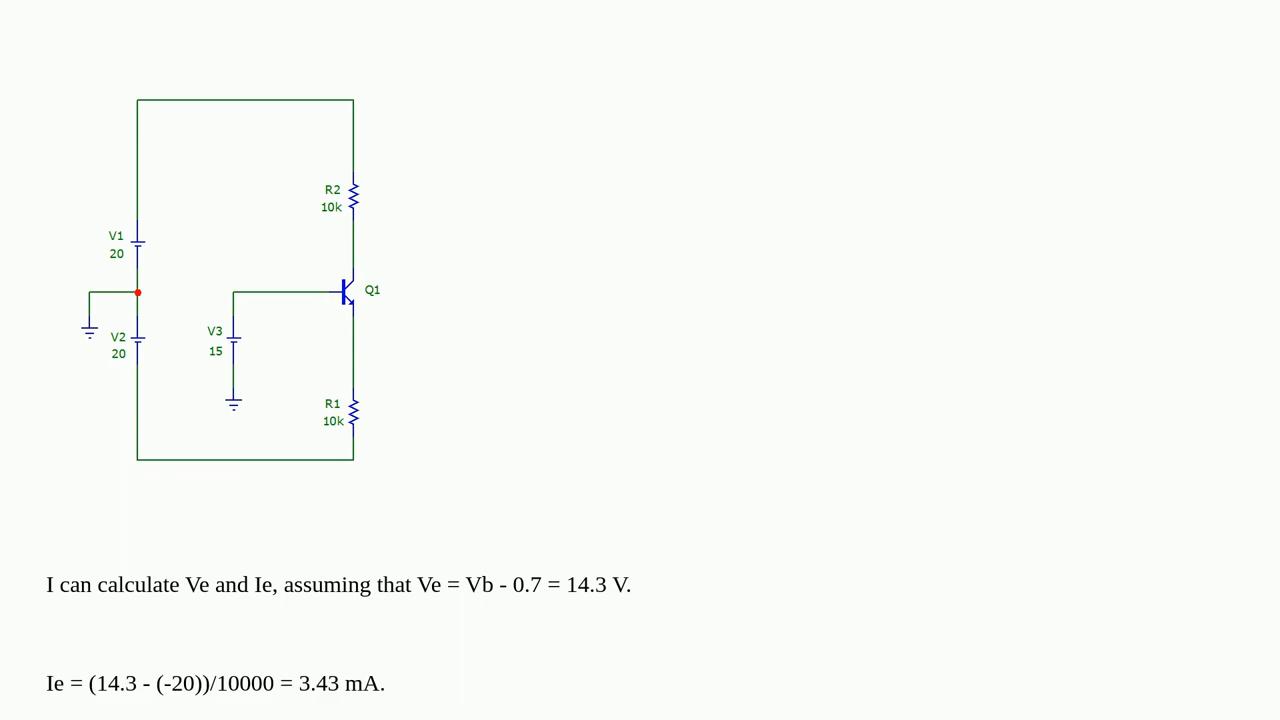 R2
10k
V1
20
Q1
V2
20
V3
15
R1
10k
I can calculate Ve and Ie, assuming that Ve = Vb - 0.7 = 14.3 V.
Ie = (14.3 - (-20))/10000 = 3.43 mA.